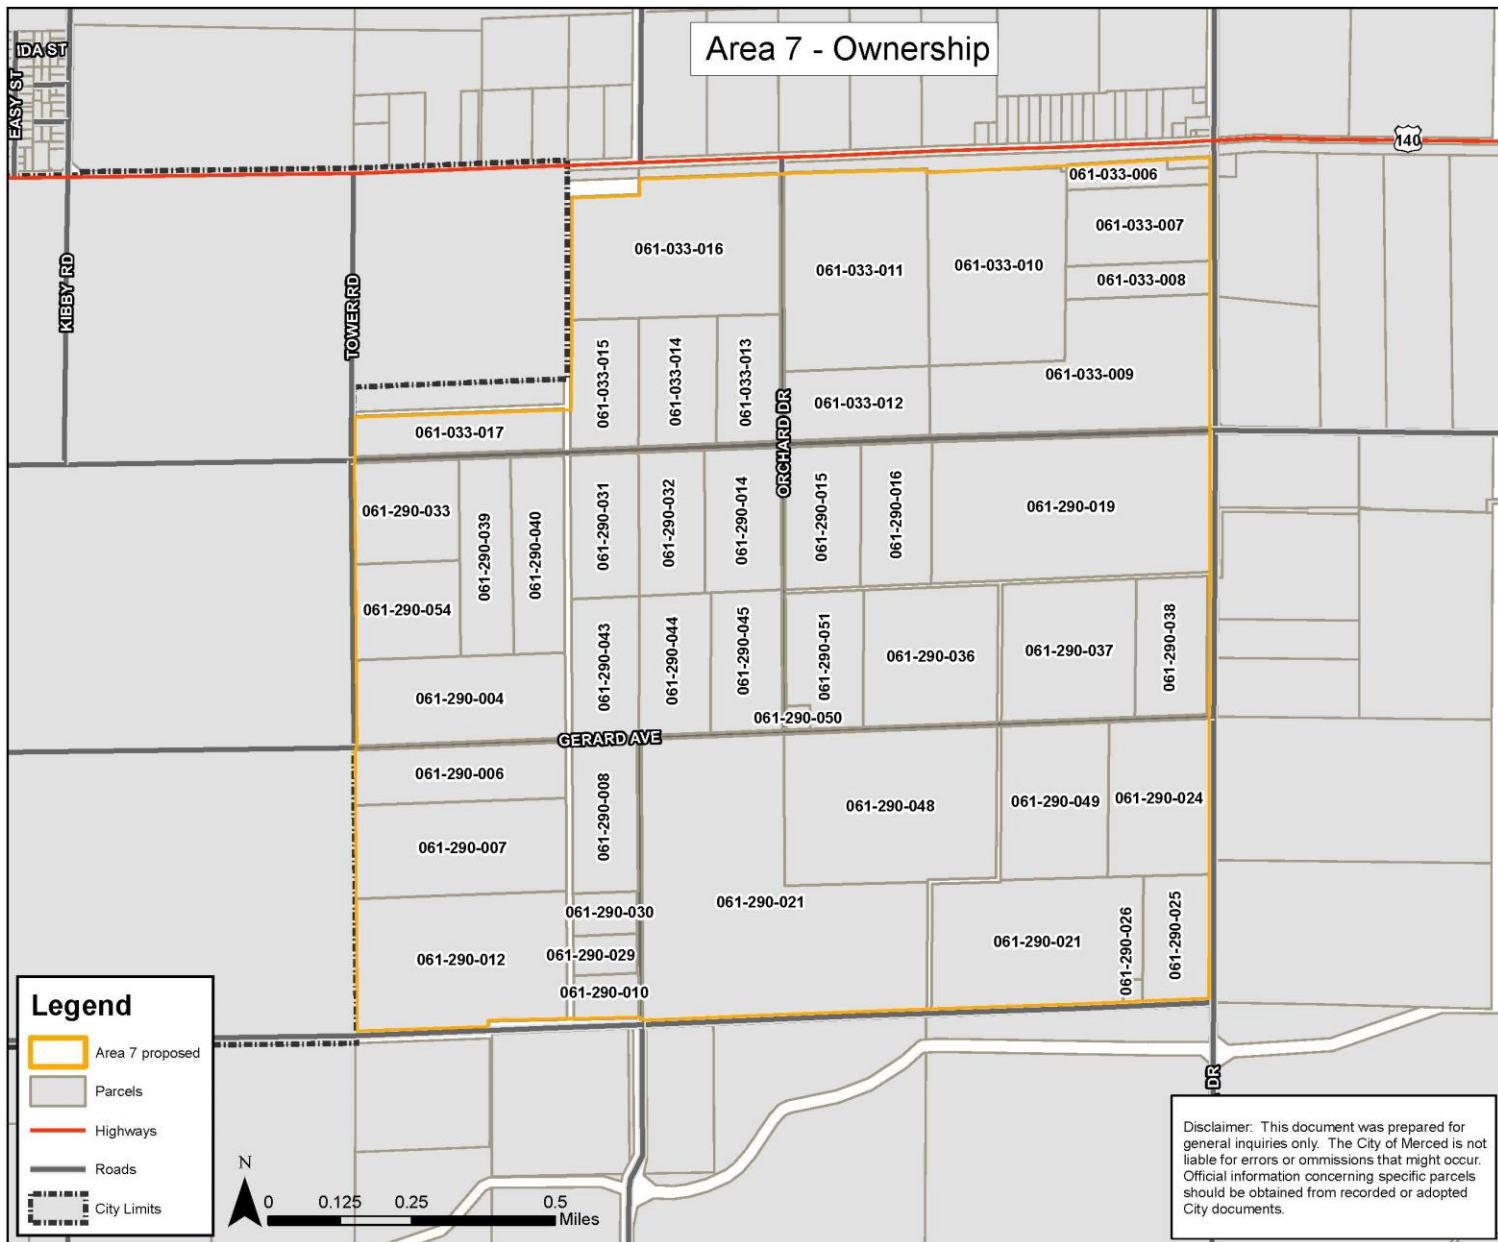 Area 7 - Ownership
IDA ST
EASY ST
KIBBY RD
TOWER RD
ORCHARD DR
GERARD AVE
DR
140
061-033-006
061-033-007
061-033-016
061-033-011
061-033-010
061-033-008
061-033-015
061-033-014
061-033-013
061-033-009
061-033-012
061-033-017
061-290-033
061-290-039
061-290-040
061-290-031
061-290-032
061-290-014
061-290-015
061-290-016
061-290-019
061-290-054
061-290-043
061-290-044
061-290-045
061-290-051
061-290-036
061-290-037
061-290-038
061-290-004
061-290-050
061-290-006
061-290-008
061-290-048
061-290-049
061-290-024
061-290-007
061-290-030
061-290-021
061-290-012
061-290-029
061-290-021
061-290-026
061-290-025
061-290-010
Legend
Area 7 proposed
Parcels
Highways
Roads
City Limits
N
0 0.125 0.25 0.5
Miles
Disclaimer: This document was prepared for
general inquiries only. The City of Merced is not
liable for errors or ommissions that might occur.
Official information concerning specific parcels
should be obtained from recorded or adopted
City documents.